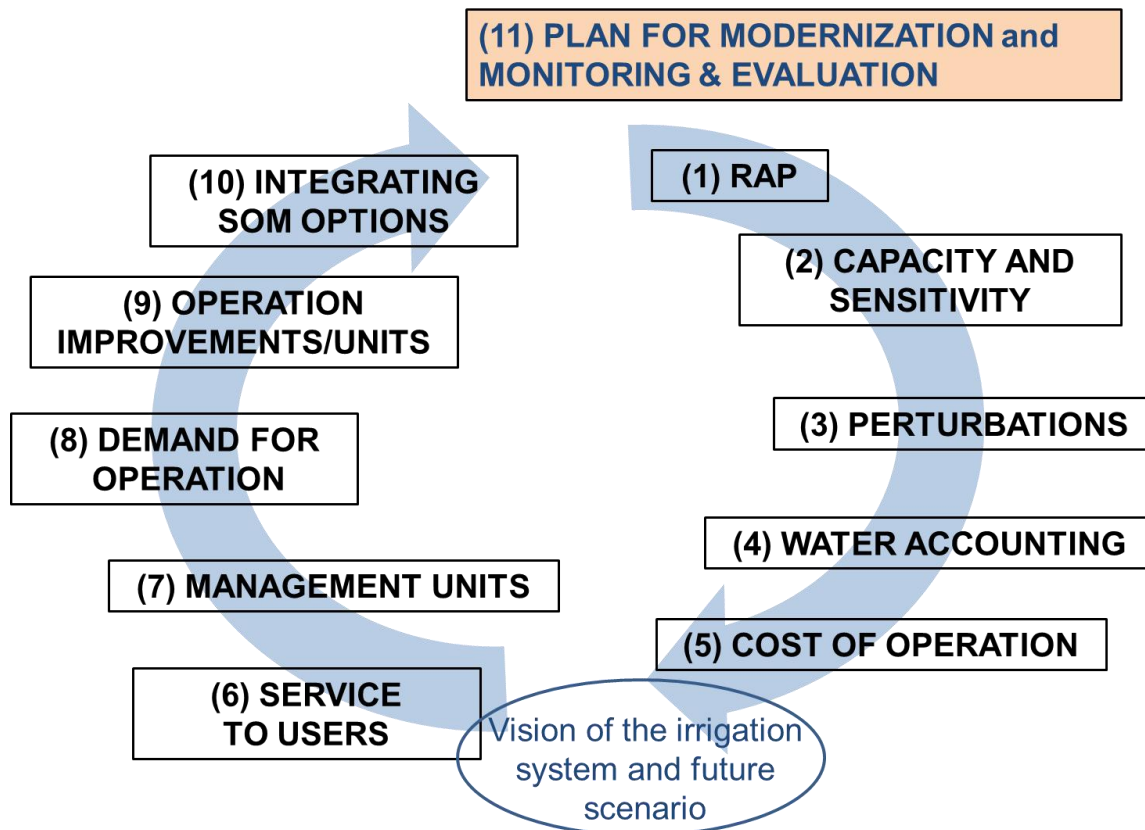 (11) PLAN FOR MODERNIZATION and
MONITORING & EVALUATION
(1) RAP
(2) CAPACITY AND
SENSITIVITY
(3) PERTURBATIONS
(4) WATER ACCOUNTING
(5) COST OF OPERATION
Vision of the irrigation
system and future
scenario
(6) SERVICE
TO USERS
(7) MANAGEMENT UNITS
(8) DEMAND FOR
OPERATION
(9) OPERATION
IMPROVEMENTS/UNITS
(10) INTEGRATING
SOM OPTIONS